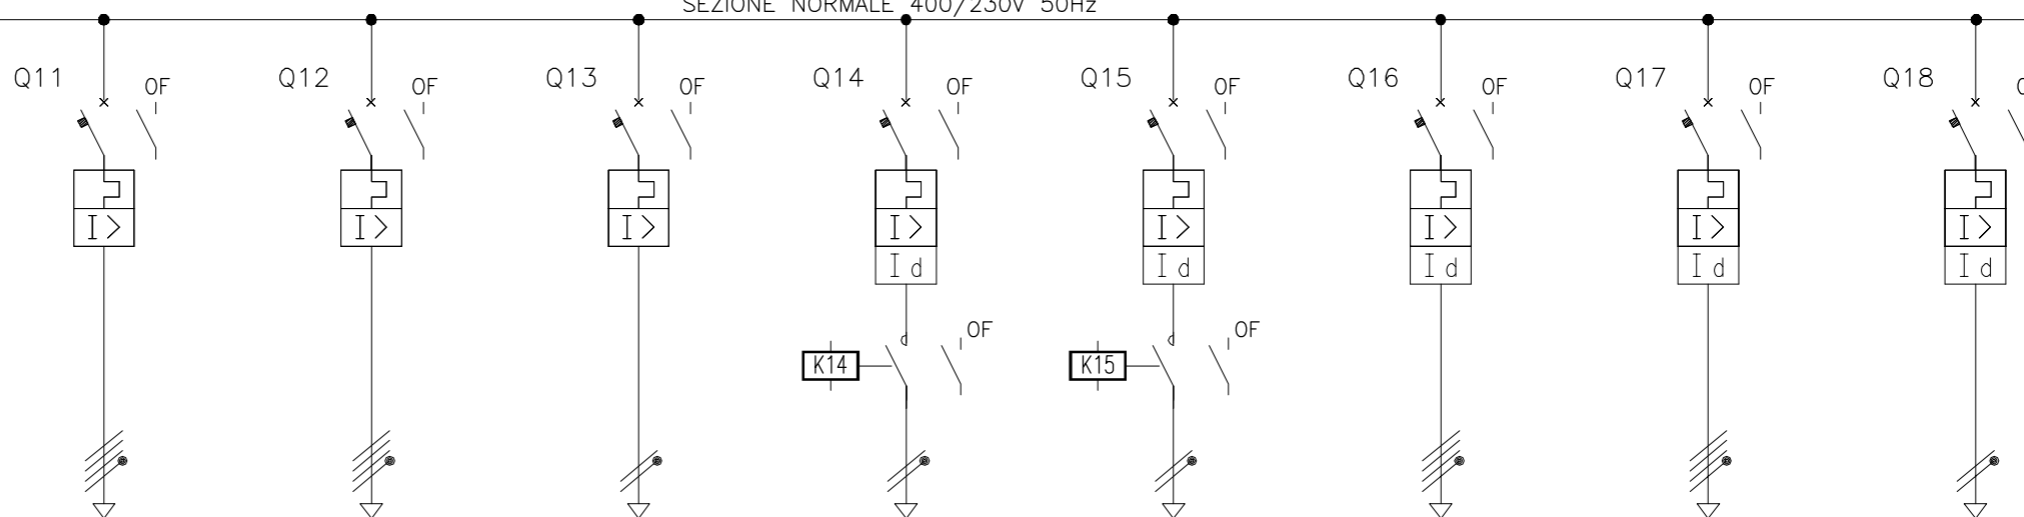 SEZIONE NORMALE 400/230V 50Hz
Q11 OF Q12 OF Q13 OF Q14 OF Q15 OF Q16 OF Q17 OF Q18
I> I> I> I> I> I> I> I>
Id Id Id Id Id
OF OF
K14 K15